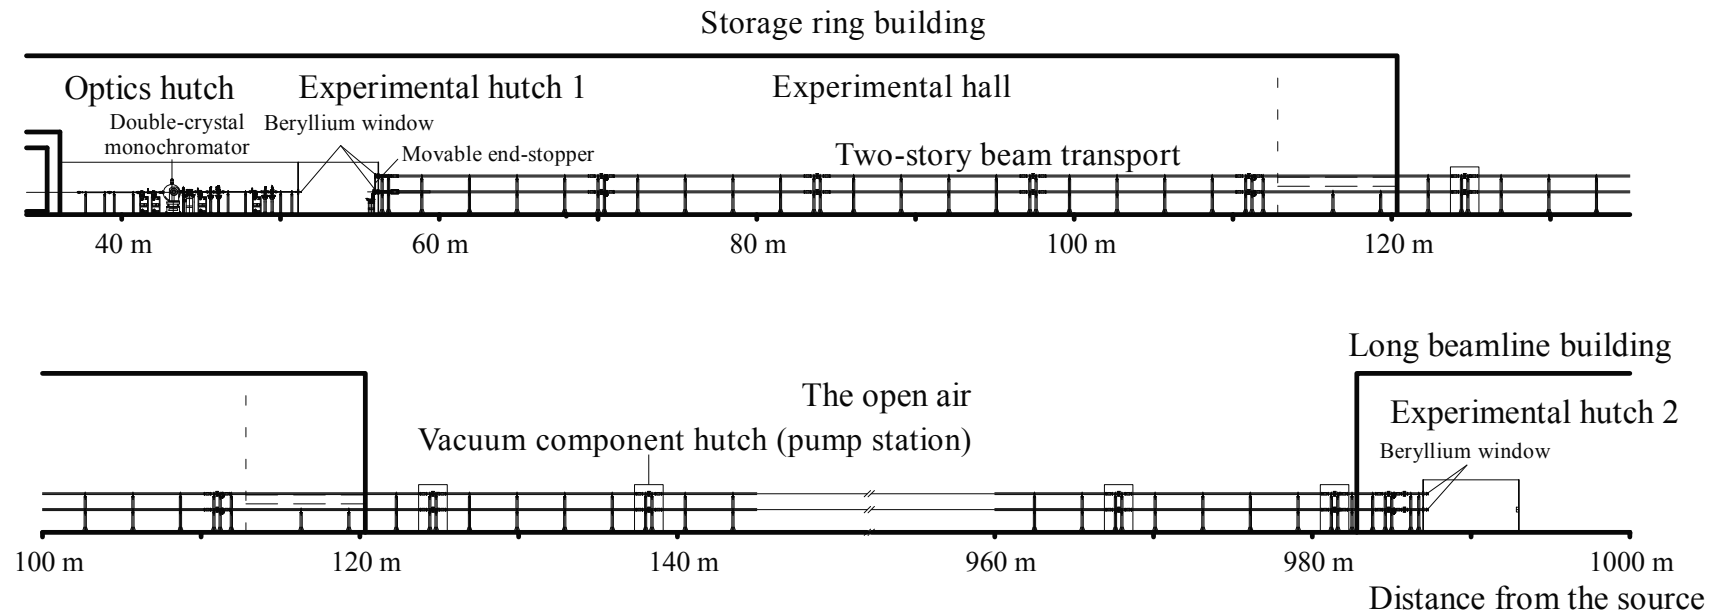 Storage ring building
Optics hutch
Experimental hutch 1
Experimental hall
Double-crystal
monochromator
Beryllium window
Movable end-stopper
Two-story beam transport
40 m
60 m
80 m
100 m
120 m
Long beamline building
The open air
Experimental hutch 2
Vacuum component hutch (pump station)
Beryllium window
100 m
120 m
140 m
960 m
980 m
1000 m
Distance from the source